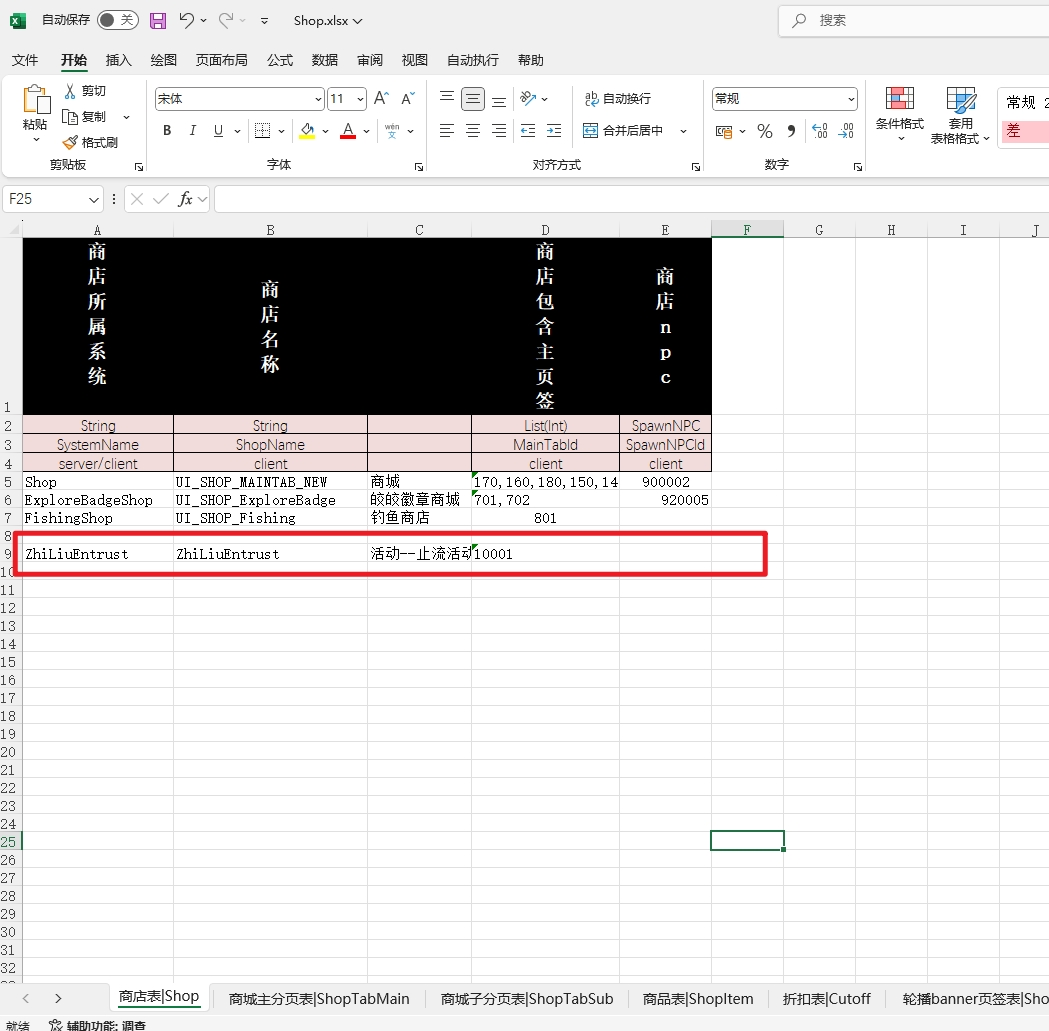 自动保存 关 Shop.xlsx 搜索
文件 开始 插入 绘图 页面布局 公式 数据 审阅 视图 自动执行 帮助
粘贴
剪切
复制
格式刷
剪贴板
宋体 11
B I U A wén 文
字体
ab 自动换行
合并后居中
对齐方式
常规
数字
条件格式
套用
表格格式
常规 2
差
F25 fx
A B C D E F G H I J
1 商店所属系统 商店名称 商店包含主页签 商店npc
2 String String List(Int) SpawnNPC
3 SystemName ShopName MainTabId SpawnNPCId
4 server/client client client client
5 Shop UI_SHOP_MAINTAB_NEW 商城 170,160,180,150,14 900002
6 ExploreBadgeShop UI_SHOP_ExploreBadge 皎皎徽章商城 701,702 920005
7 FishingShop UI_SHOP_Fishing 钓鱼商店 801
8
9 ZhiLiuEntrust ZhiLiuEntrust 活动--止流活动 10001
10
11
12
13
14
15
16
17
18
19
20
21
22
23
24
25
26
27
28
29
30
31
32
商店表|Shop 商城主分页表|ShopTabMain 商城子分页表|ShopTabSub 商品表|ShopItem 折扣表|Cutoff 轮播banner页签表|Sho
就绪 辅助功能: 调查